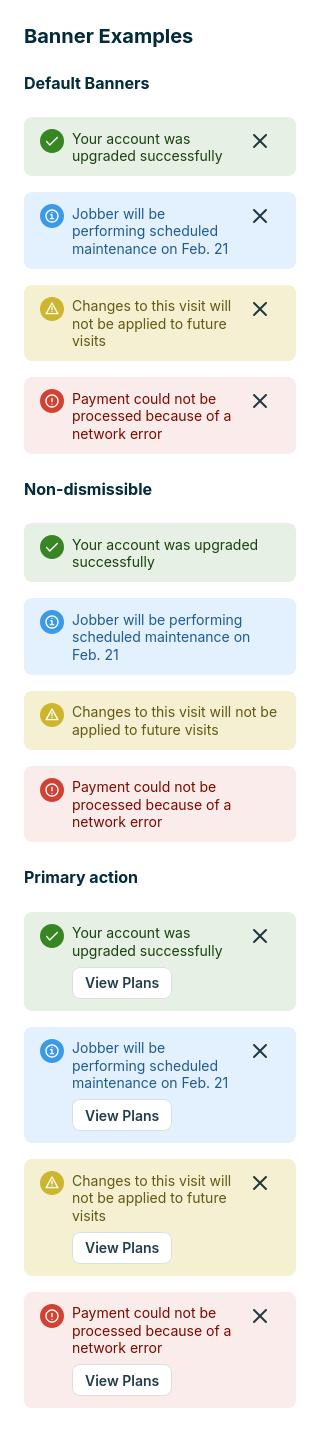 Banner Examples
Default Banners
Your account was
upgraded successfully
Jobber will be
performing scheduled
maintenance on Feb. 21
Changes to this visit will
not be applied to future
visits
Payment could not be
processed because of a
network error
Non-dismissible
Your account was upgraded
successfully
Jobber will be performing
scheduled maintenance on
Feb. 21
Changes to this visit will not be
applied to future visits
Payment could not be
processed because of a
network error
Primary action
Your account was
upgraded successfully
View Plans
Jobber will be
performing scheduled
maintenance on Feb. 21
View Plans
Changes to this visit will
not be applied to future
visits
View Plans
Payment could not be
processed because of a
network error
View Plans